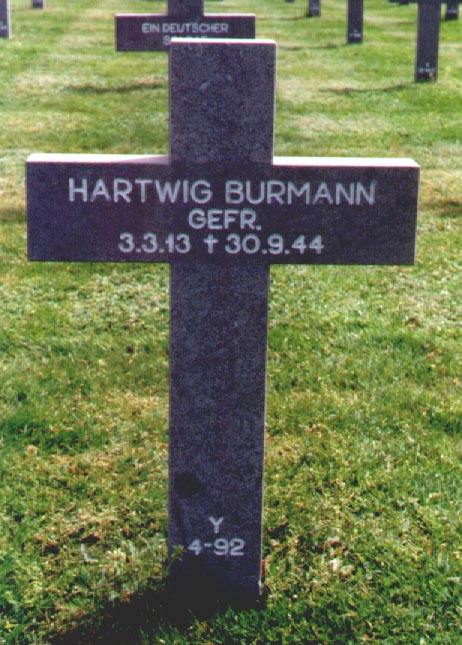 EIN DEUTSCHER
HARTWIG BURMANN
GEFR.
3.3.13 † 30.9.44
Y
4-92